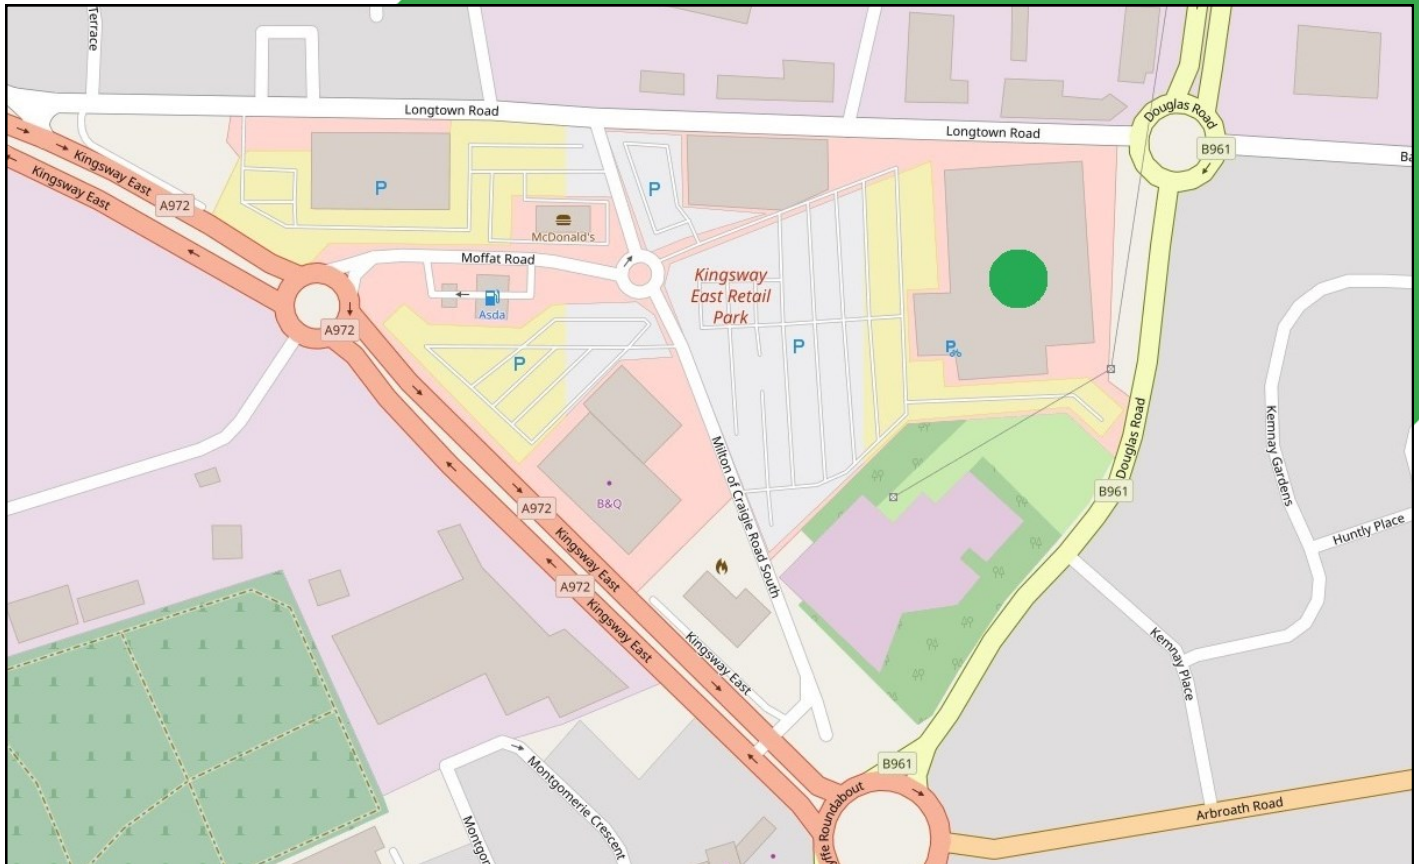 Terrace
Longtown Road
Longtown Road
Douglas Road
B961
Kingsway East
Kingsway East
A972
P
P
McDonald's
Moffat Road
Asda
Kingsway
East Retail
Park
A972
P
P
P
B&Q
A972
Milton of Craigie Road South
Douglas Road
B961
Kemnay Gardens
Huntly Place
Kingsway East
A972
Kingsway East
Kingsway East
Kemnay Place
Montgomerie Crescent
B961
Arbroath Road
Roundabout